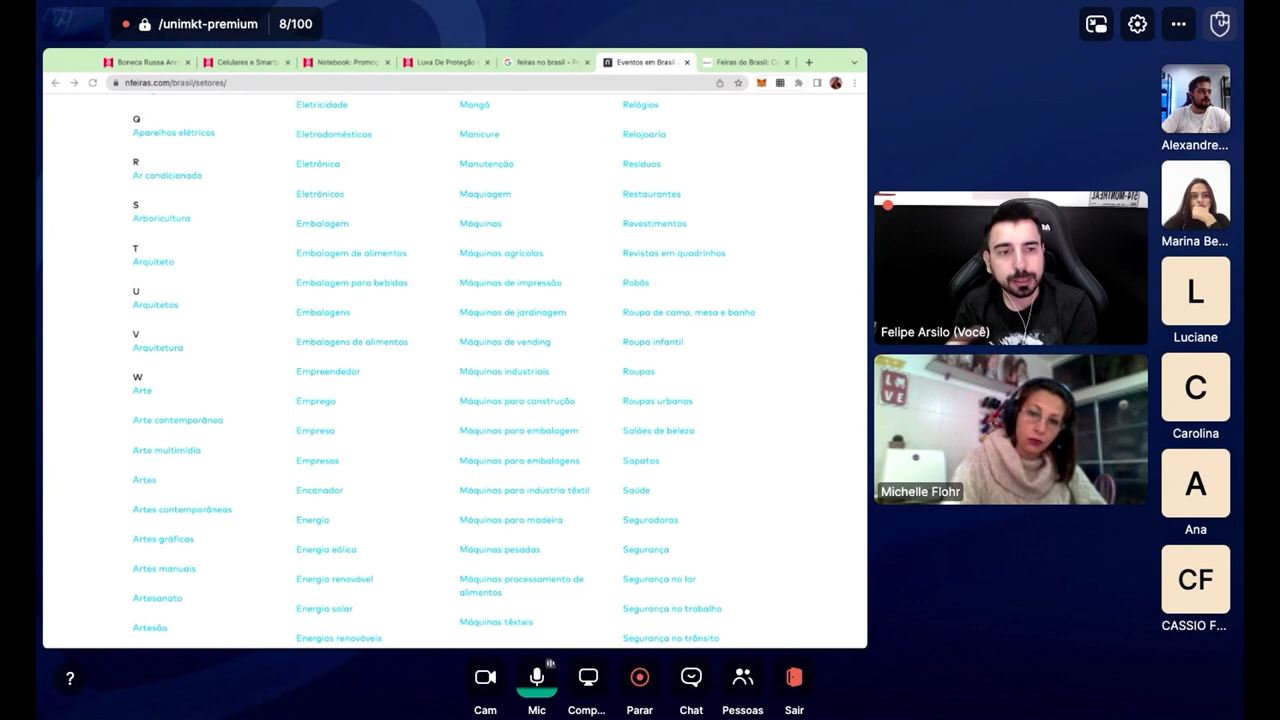 /unimkt-premium
8/100
Boneca Russa Ann
Celulares e Smart
Notebook: Promoç
Luva De Proteção
feiras no brasil - P
Eventos em Brasil
Feiras do Brasil: C
nfeiras.com/brasil/setores/
Q
Aparelhos elétricos
R
Ar condicionado
S
Arboricultura
T
Arquiteto
U
Arquitetos
V
Arquitetura
W
Arte
Arte contemporânea
Arte multimídia
Artes
Artes contemporâneas
Artes gráficas
Artes manuais
Artesanato
Artesão
Eletricidade
Eletrodomésticos
Eletrônica
Eletrônicos
Embalagem
Embalagem de alimentos
Embalagem para bebidas
Embalagens
Embalagens de alimentos
Empreendedor
Emprego
Empresa
Empresas
Encanador
Energia
Energia eólica
Energia renovável
Energia solar
Energias renováveis
Mangá
Manicure
Manutenção
Maquiagem
Máquinas
Máquinas agrícolas
Máquinas de impressão
Máquinas de jardinagem
Máquinas de vending
Máquinas industriais
Máquinas para construção
Máquinas para embalagem
Máquinas para embalagens
Máquinas para indústria têxtil
Máquinas para madeira
Máquinas pesadas
Máquinas processamento de
alimentos
Máquinas têxteis
Relógios
Relojoaria
Resíduos
Restaurantes
Revestimentos
Revistas em quadrinhos
Robôs
Roupa de cama, mesa e banho
Roupa infantil
Roupas
Roupas urbanas
Salões de beleza
Sapatos
Saúde
Seguradoras
Segurança
Segurança no lar
Segurança no trabalho
Segurança no trânsito
Felipe Arsilo (Você)
LOVE
Michelle Flohr
Alexandre...
Marina Be...
L
Luciane
C
Carolina
A
Ana
CF
CASSIO F...
?
Cam
Mic
Comp...
Parar
Chat
Pessoas
Sair